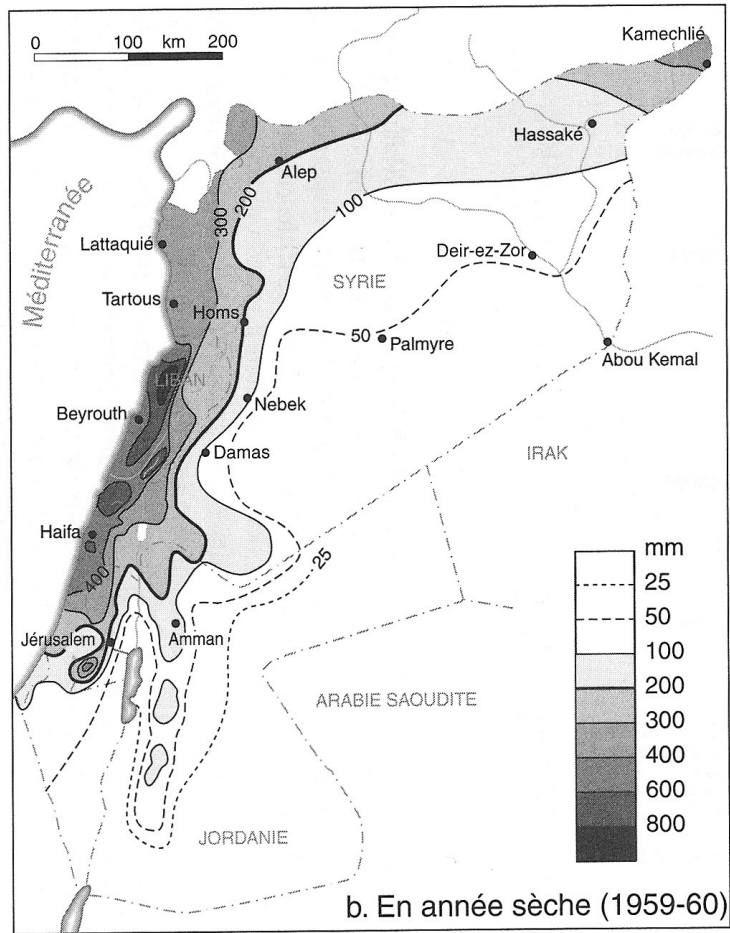 0 100 km 200
Kamechlié
Hassaké
Alep
Méditerranée
300
200
100
Lattaquié
Deir-ez-Zor
SYRIE
Tartous
Homs
50
Palmyre
Abou Kemal
LIBAN
Beyrouth
Nebek
Damas
IRAK
Haifa
25
400
Jérusalem
Amman
ARABIE SAOUDITE
JORDANIE
mm
25
50
100
200
300
400
600
800
b. En année sèche (1959-60)